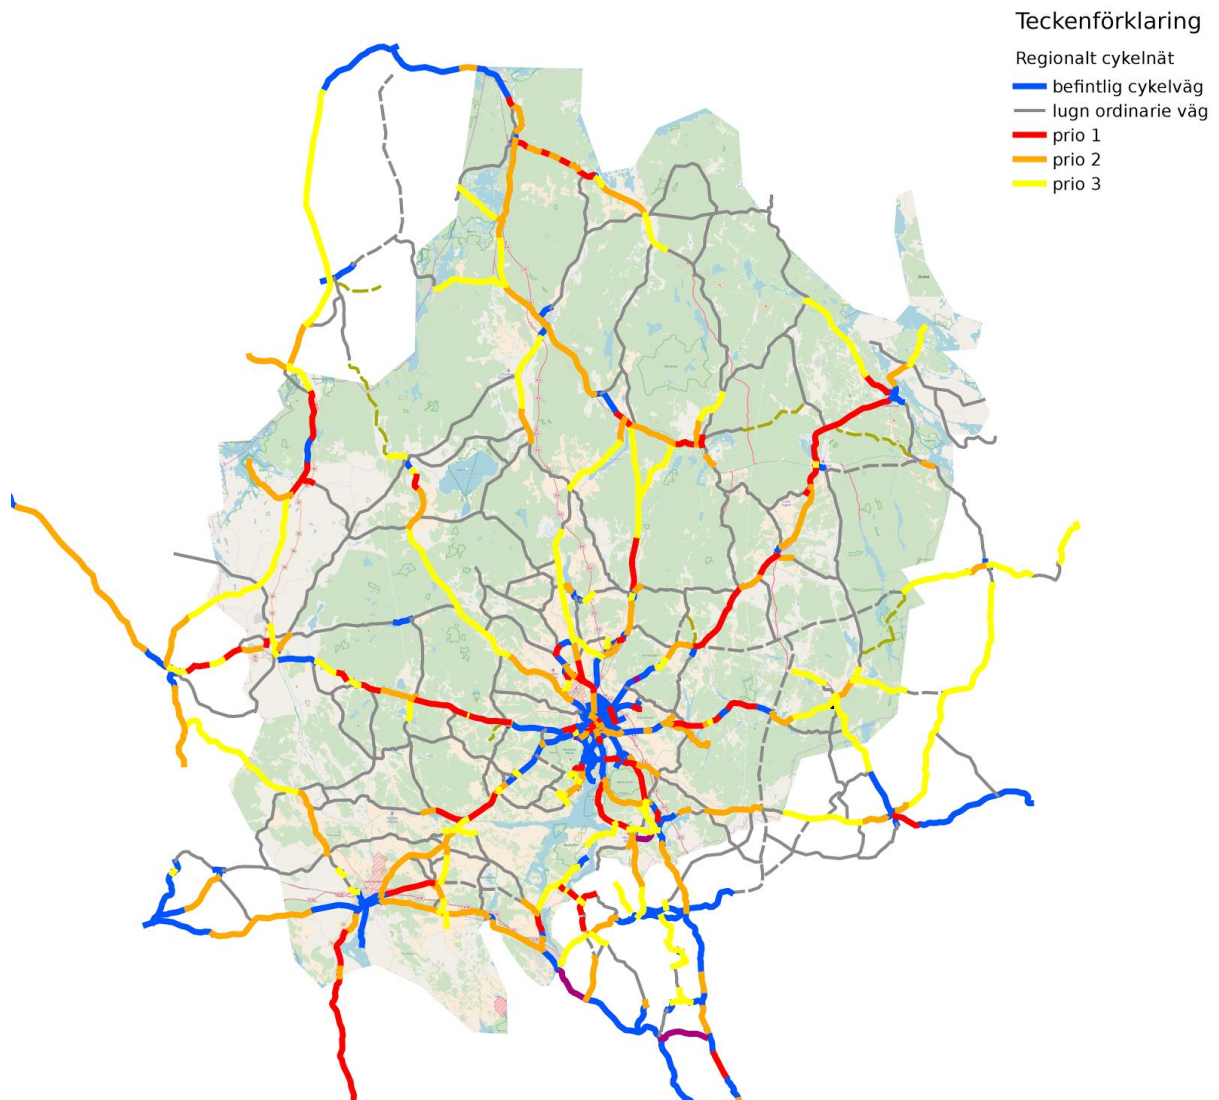 Teckenförklaring
Regionalt cykelnät
befintlig cykelväg
lugn ordinarie väg
prio 1
prio 2
prio 3